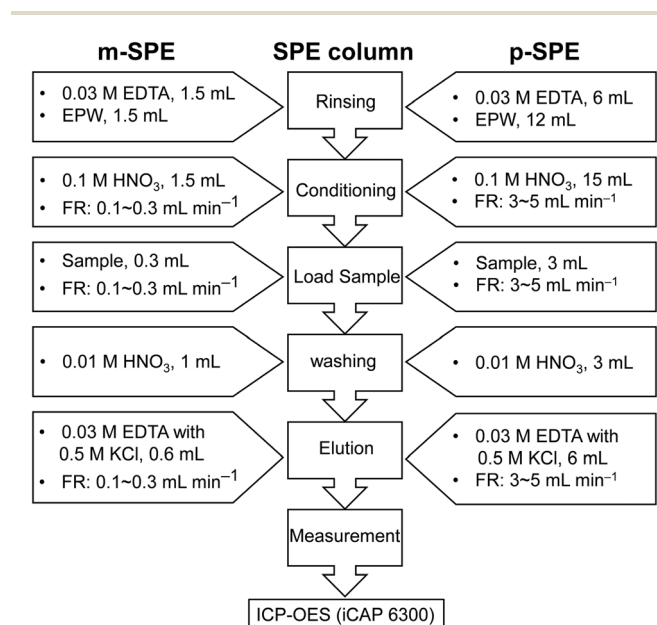 m-SPE SPE column p-SPE
• 0.03 M EDTA, 1.5 mL
• EPW, 1.5 mL
Rinsing
• 0.03 M EDTA, 6 mL
• EPW, 12 mL
• 0.1 M HNO₃, 1.5 mL
• FR: 0.1~0.3 mL min⁻¹
Conditioning
• 0.1 M HNO₃, 15 mL
• FR: 3~5 mL min⁻¹
• Sample, 0.3 mL
• FR: 0.1~0.3 mL min⁻¹
Load Sample
• Sample, 3 mL
• FR: 3~5 mL min⁻¹
• 0.01 M HNO₃, 1 mL
washing
• 0.01 M HNO₃, 3 mL
• 0.03 M EDTA with
0.5 M KCl, 0.6 mL
• FR: 0.1~0.3 mL min⁻¹
Elution
• 0.03 M EDTA with
0.5 M KCl, 6 mL
• FR: 3~5 mL min⁻¹
Measurement
ICP-OES (iCAP 6300)